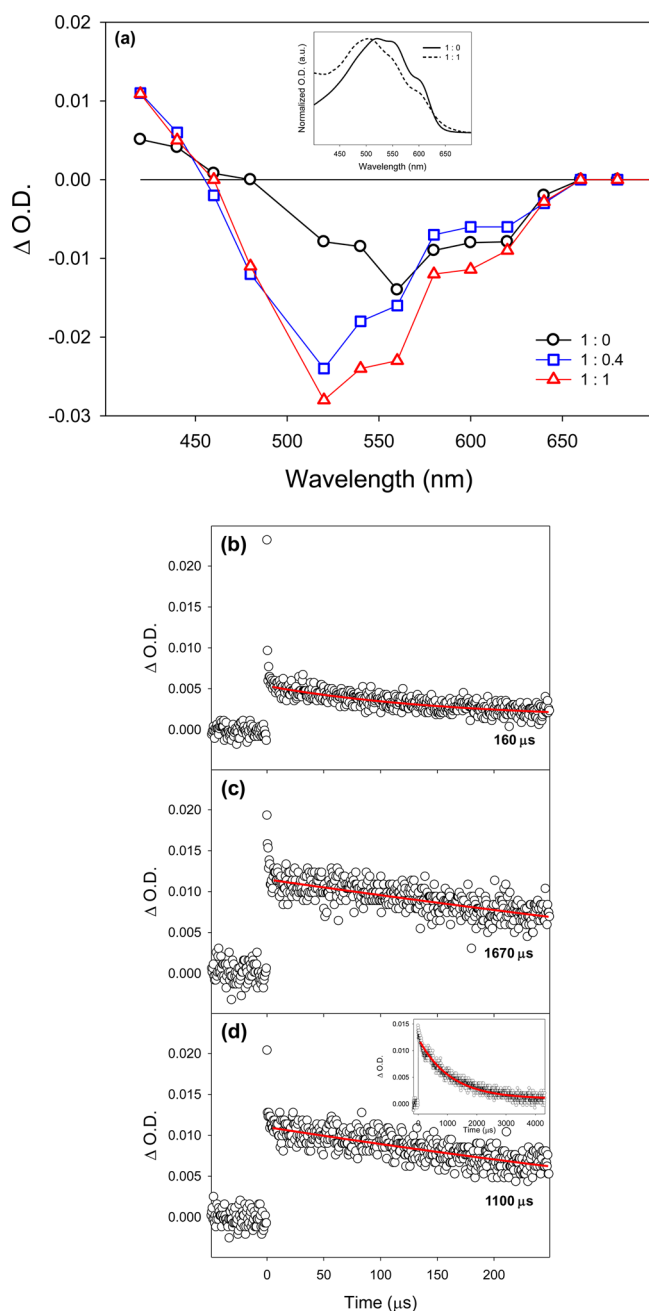 (a)
Δ O.D.
0.02
0.01
0.00
-0.01
-0.02
-0.03
450 500 550 600 650
Wavelength (nm)
1 : 0
1 : 0.4
1 : 1
Normalized O.D. (a.u.)
1 : 0
1 : 1
450 500 550 600 650
Wavelength (nm)
(b)
Δ O.D.
0.020
0.015
0.010
0.005
0.000
160 μs
(c)
Δ O.D.
0.020
0.015
0.010
0.005
0.000
1670 μs
(d)
Δ O.D.
0.020
0.015
0.010
0.005
0.000
Δ O.D.
0.015
0.010
0.005
0.000
0 1000 2000 3000 4000
Time (μs)
1100 μs
0 50 100 150 200
Time (μs)